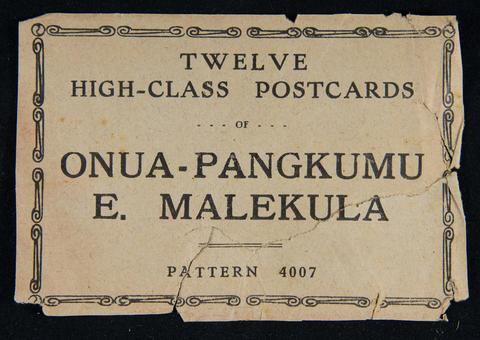 TWELVE
HIGH-CLASS POSTCARDS
--- OF ---
ONUA-PANGKUMU
E. MALEKULA
PATTERN 4007